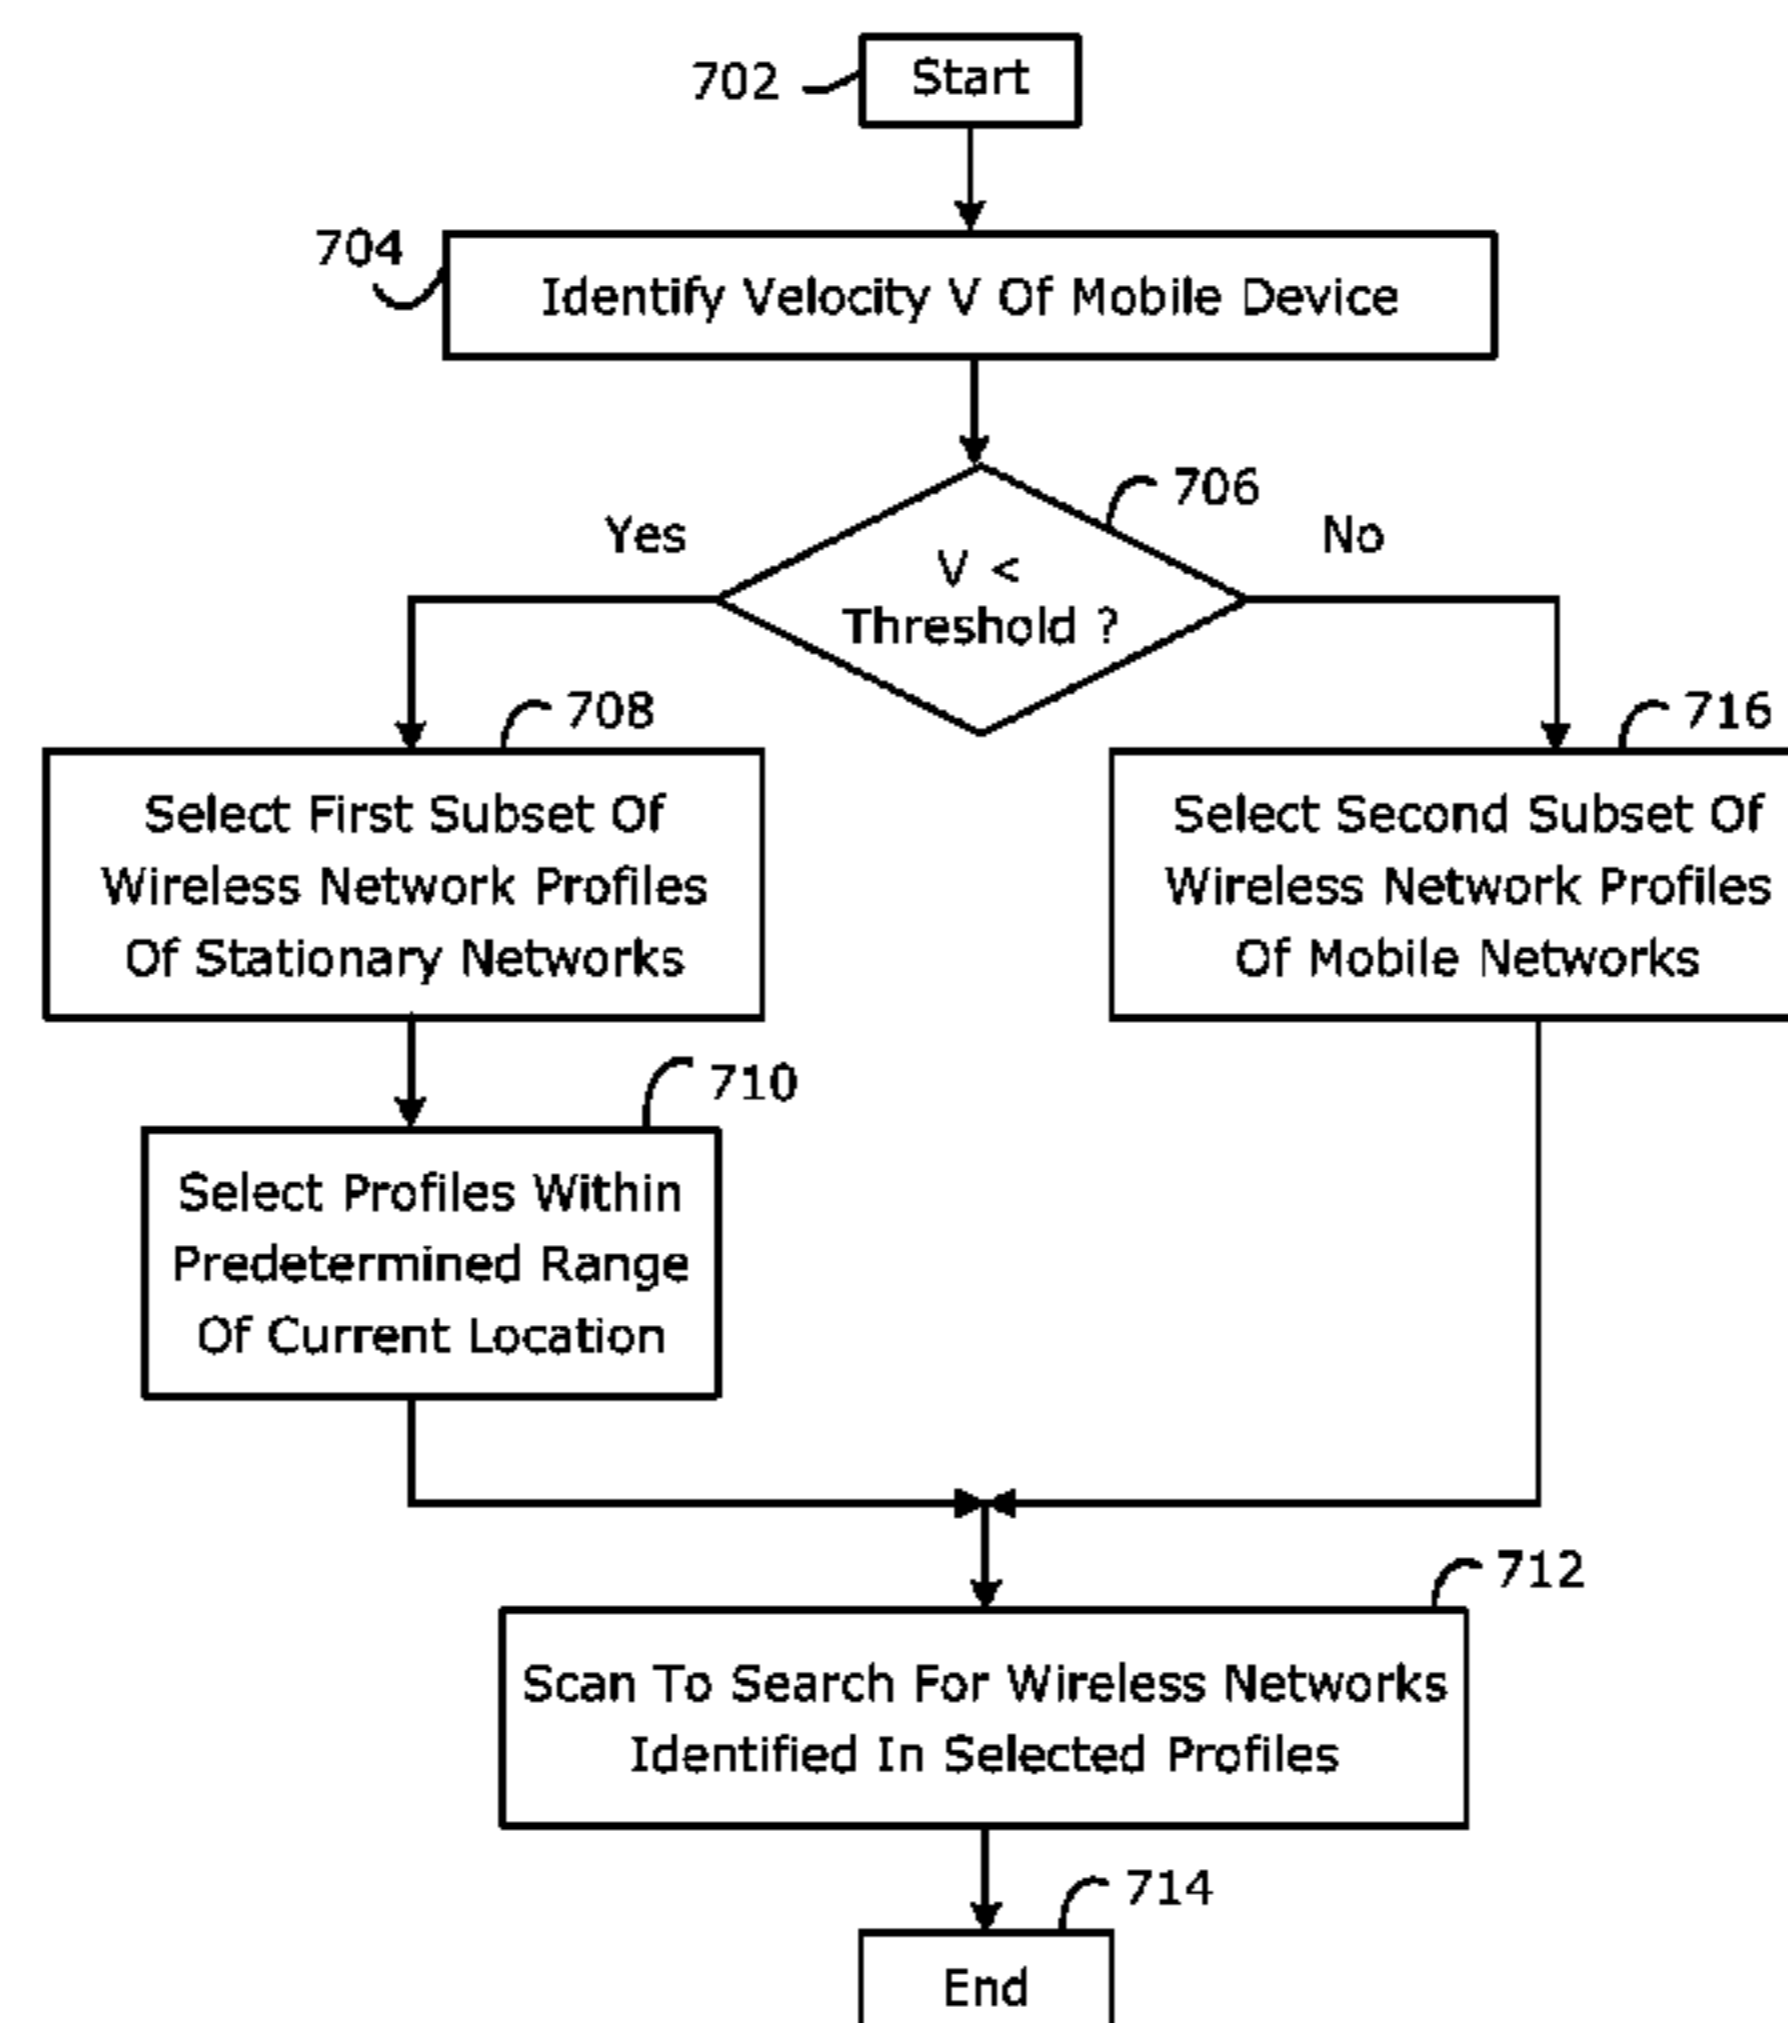 702
Start
704
Identify Velocity V Of Mobile Device
706
Yes
V <
Threshold ?
No
708
Select First Subset Of
Wireless Network Profiles
Of Stationary Networks
716
Select Second Subset Of
Wireless Network Profiles
Of Mobile Networks
710
Select Profiles Within
Predetermined Range
Of Current Location
712
Scan To Search For Wireless Networks
Identified In Selected Profiles
714
End